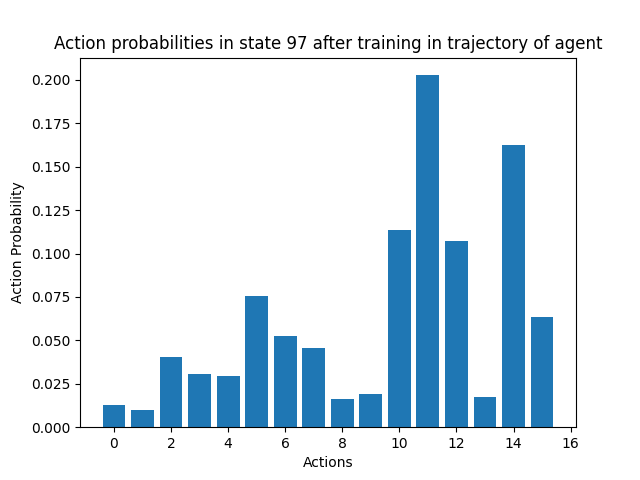 Action probabilities in state 97 after training in trajectory of agent
0.200
0.175
0.150
0.125
0.100
0.075
0.050
0.025
0.000
Action Probability
0 2 4 6 8 10 12 14 16
Actions